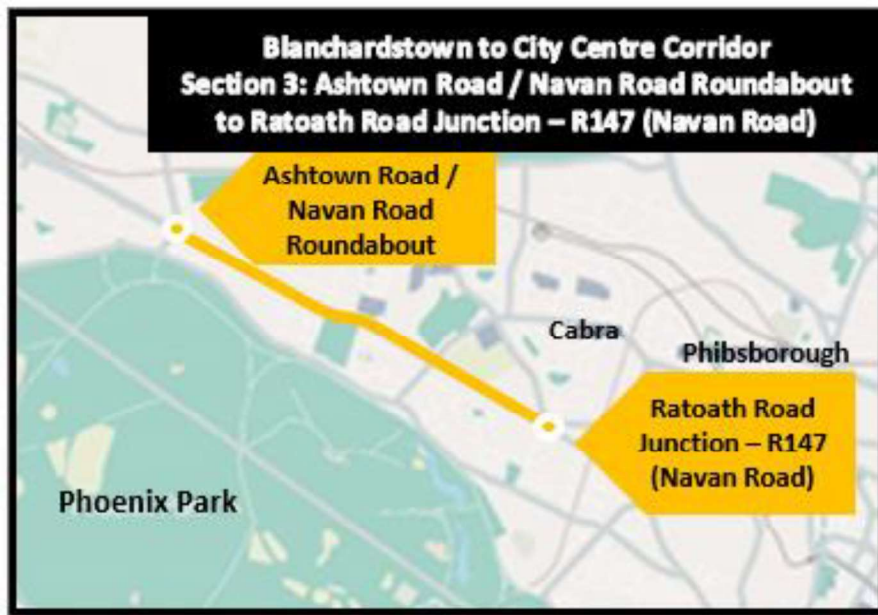 Blanchardstown to City Centre Corridor
Section 3: Ashtown Road / Navan Road Roundabout
to Ratoath Road Junction – R147 (Navan Road)
Ashtown Road /
Navan Road
Roundabout
Cabra
Phibsborough
Ratoath Road
Junction – R147
(Navan Road)
Phoenix Park